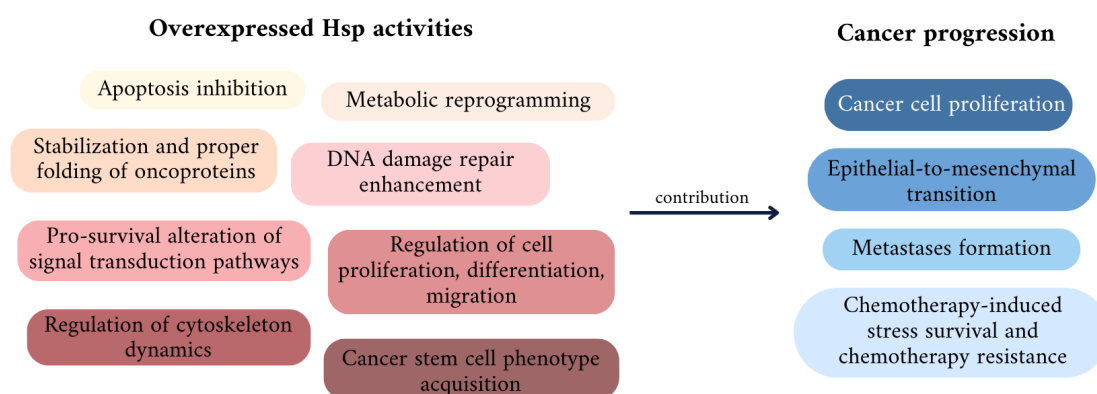 Overexpressed Hsp activities
Apoptosis inhibition
Metabolic reprogramming
Stabilization and proper
folding of oncoproteins
DNA damage repair
enhancement
Pro-survival alteration of
signal transduction pathways
Regulation of cell
proliferation, differentiation,
migration
Regulation of cytoskeleton
dynamics
Cancer stem cell phenotype
acquisition
contribution
Cancer progression
Cancer cell proliferation
Epithelial-to-mesenchymal
transition
Metastases formation
Chemotherapy-induced
stress survival and
chemotherapy resistance